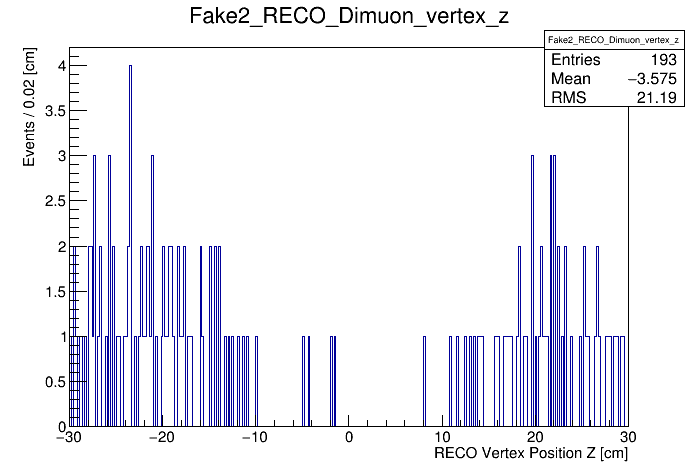 Fake2_RECO_Dimuon_vertex_z
Fake2_RECO_Dimuon_vertex_z
Entries 193
Mean −3.575
RMS 21.19
Events / 0.02 [cm]
4
3.5
3
2.5
2
1.5
1
0.5
0
−30 −20 −10 0 10 20 30
RECO Vertex Position Z [cm]